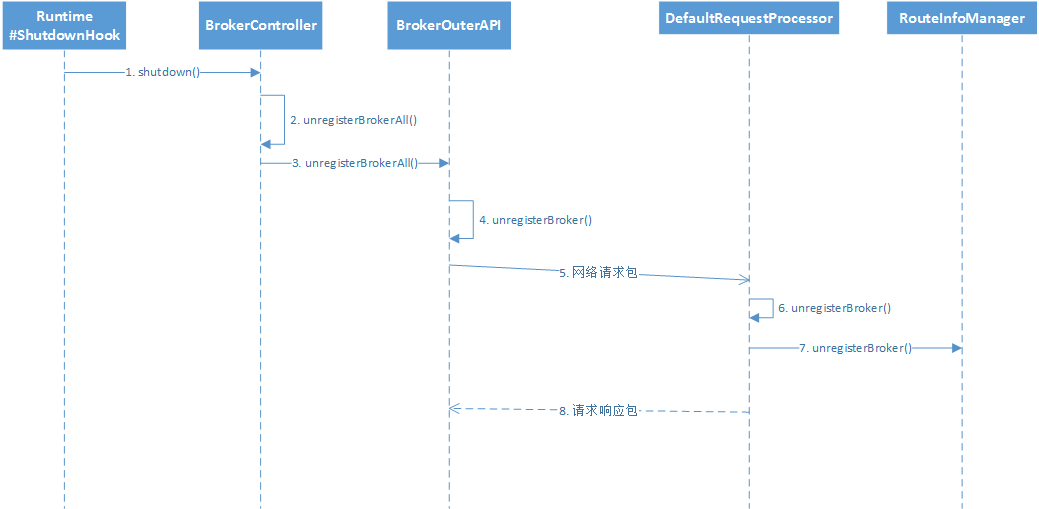 Runtime
#ShutdownHook
BrokerController
BrokerOuterAPI
DefaultRequestProcessor
RouteInfoManager
1. shutdown()
2. unregisterBrokerAll()
3. unregisterBrokerAll()
4. unregisterBroker()
5. 网络请求包
6. unregisterBroker()
7. unregisterBroker()
8. 请求响应包